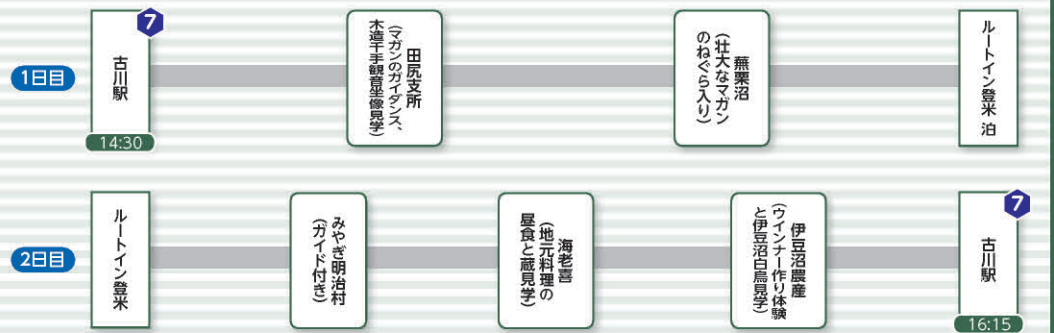 1日目
古川駅
7
14:30
田尻支所
(マガンのガイダンス、
木造千手観音坐像見学)
蕪栗沼
(壮大なマガン
のねぐら入り)
ルートイン登米 泊
2日目
ルートイン登米
みやぎ明治村
(ガイド付き)
海老喜
(地元料理の
昼食と蔵見学)
伊豆沼農産
(ウインナー作り体験
と伊豆沼白鳥見学)
古川駅
7
16:15